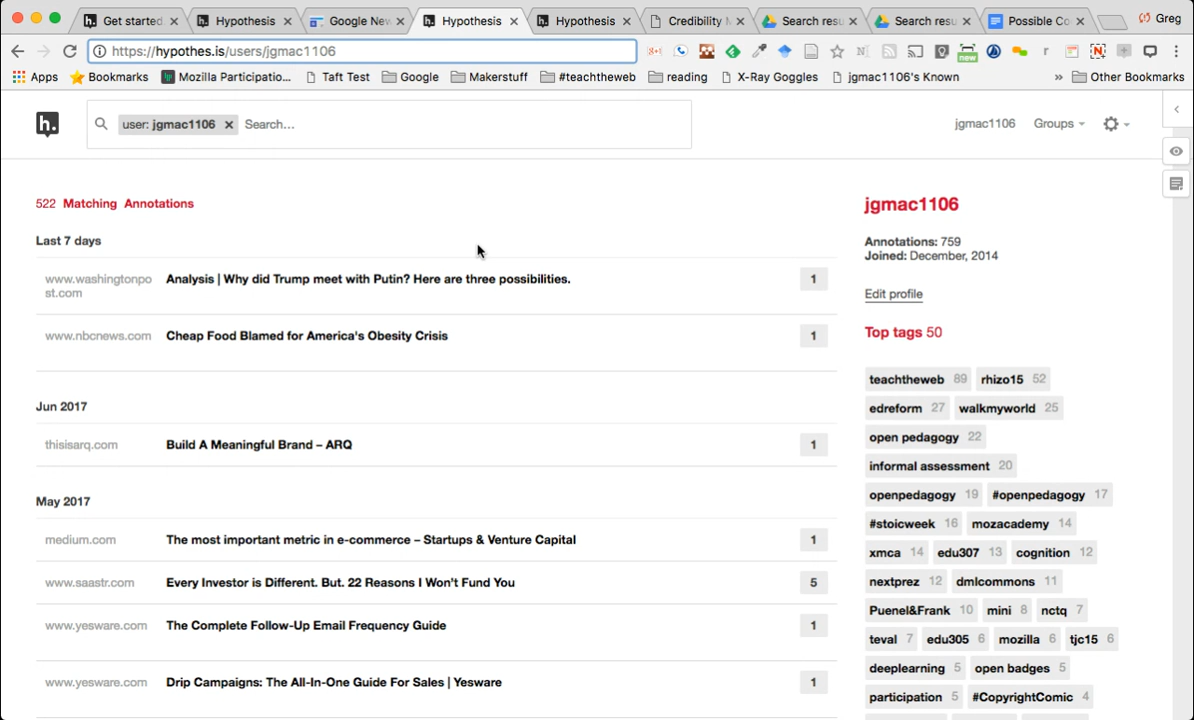 Get started
Hypothesis
Google Nev
Hypothesis
Hypothesis
Credibility
Search resu
Search resu
Possible Co
Greg
https://hypothes.is/users/jgmac1106
new
Apps
Bookmarks
Mozilla Participatio...
Taft Test
Google
Makerstuff
#teachtheweb
reading
X-Ray Goggles
jgmac1106's Known
»
Other Bookmarks
h.
user: jgmac1106 ×
Search...
jgmac1106
Groups
522 Matching Annotations
Last 7 days
www.washingtonpo
st.com
Analysis | Why did Trump meet with Putin? Here are three possibilities.
1
www.nbcnews.com
Cheap Food Blamed for America's Obesity Crisis
1
Jun 2017
thisisarq.com
Build A Meaningful Brand – ARQ
1
May 2017
medium.com
The most important metric in e-commerce – Startups & Venture Capital
1
www.saastr.com
Every Investor is Different. But. 22 Reasons I Won't Fund You
5
www.yesware.com
The Complete Follow-Up Email Frequency Guide
1
www.yesware.com
Drip Campaigns: The All-In-One Guide For Sales | Yesware
1
jgmac1106
Annotations: 759
Joined: December, 2014
Edit profile
Top tags 50
teachtheweb 89 rhizo15 52
edreform 27 walkmyworld 25
open pedagogy 22
informal assessment 20
openpedagogy 19 #openpedagogy 17
#stoicweek 16 mozacademy 14
xmca 14 edu307 13 cognition 12
nextprez 12 dmlcommons 11
Puenel&Frank 10 mini 8 nctq 7
teval 7 edu305 6 mozilla 6 tjc15 6
deeplearning 5 open badges 5
participation 5 #CopyrightComic 4